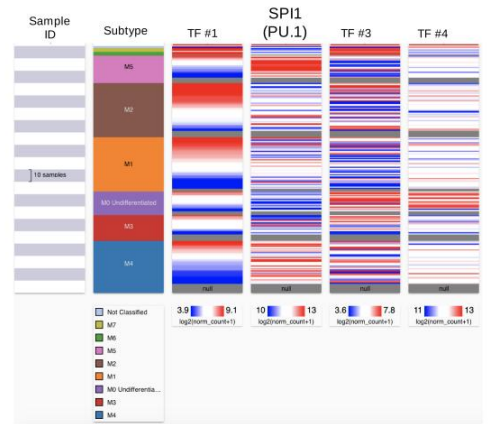 Sample ID
Subtype
TF #1
SPI1
(PU.1)
TF #3
TF #4
M5
M2
M1
10 samples
M0 Undifferentiated
M3
M4
null
null
null
null
Not Classified
M7
M6
M5
M2
M1
M0 Undifferentia...
M3
M4
3.9 9.1
log2(norm_count+1)
10 13
log2(norm_count+1)
3.6 7.8
log2(norm_count+1)
11 13
log2(norm_count+1)